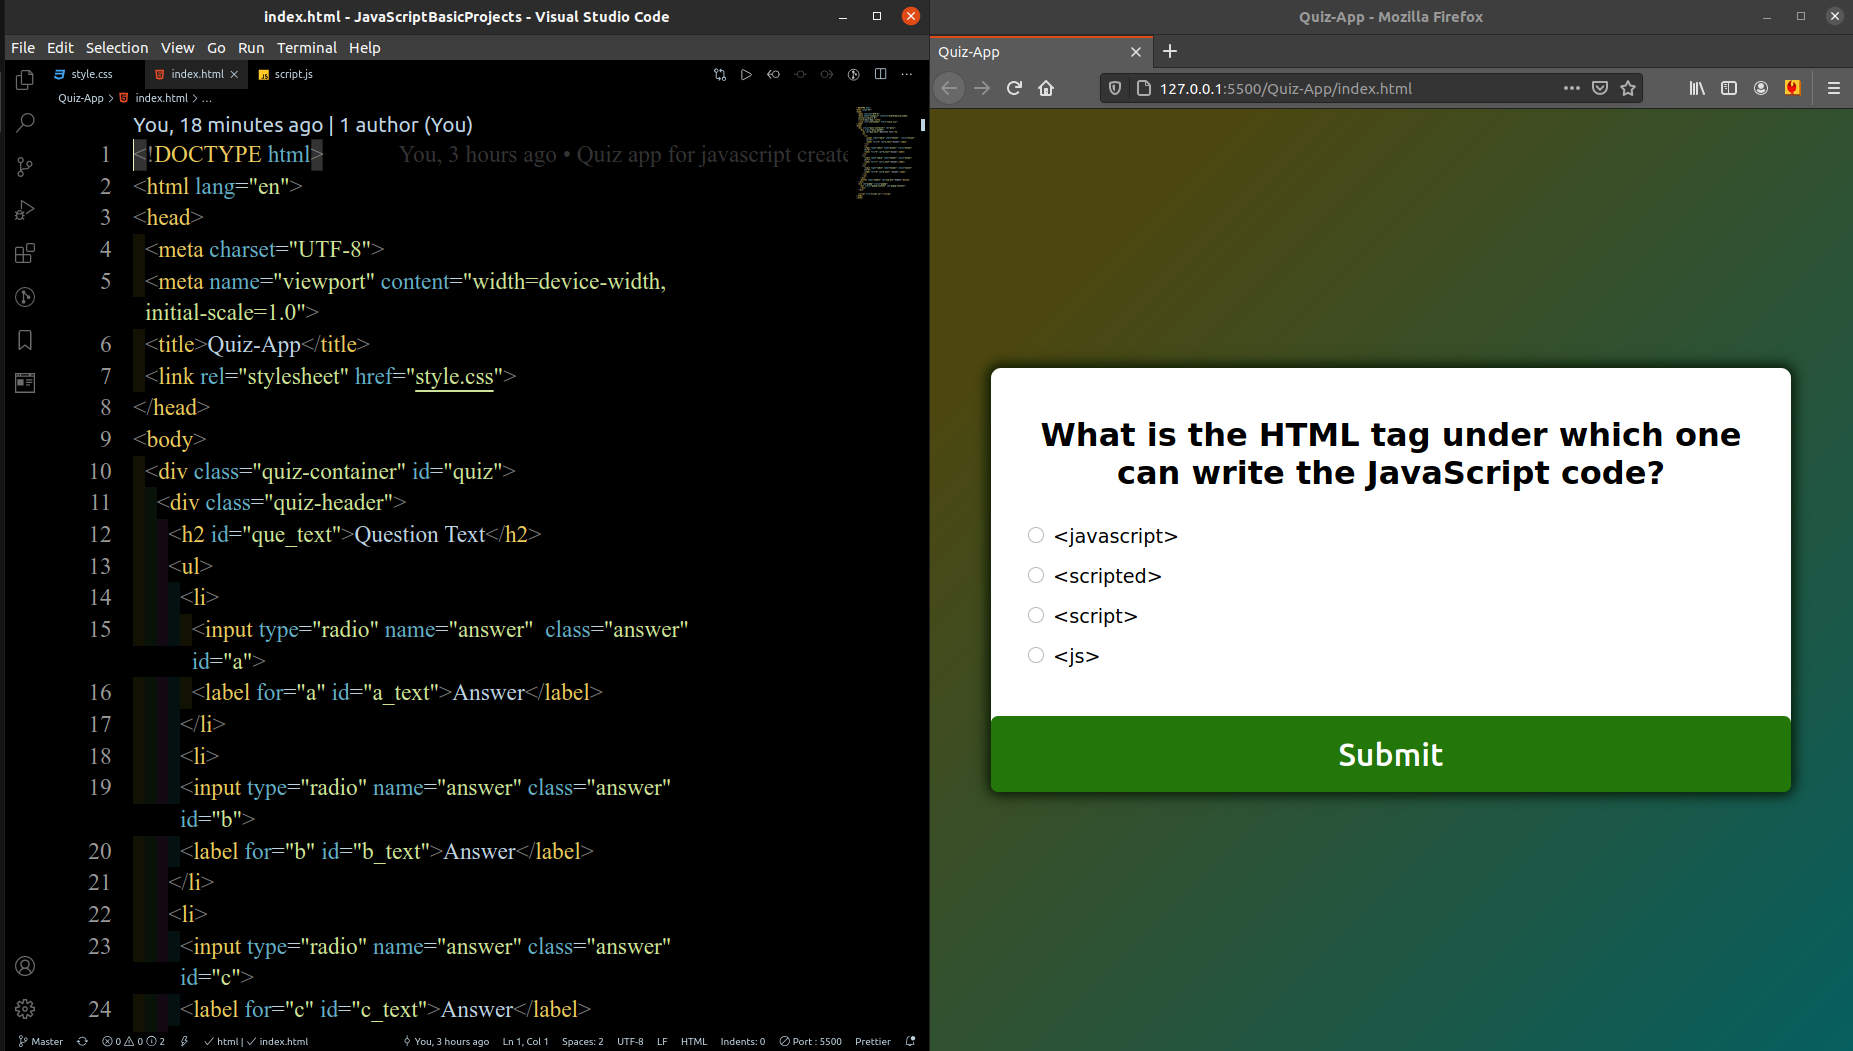 index.html - JavaScriptBasicProjects - Visual Studio Code
File Edit Selection View Go Run Terminal Help
style.css index.html script.js
Quiz-App > index.html > ...
You, 18 minutes ago | 1 author (You)
1 <!DOCTYPE html> You, 3 hours ago • Quiz app for javascript create
2 <html lang="en">
3 <head>
4 <meta charset="UTF-8">
5 <meta name="viewport" content="width=device-width,
initial-scale=1.0">
6 <title>Quiz-App</title>
7 <link rel="stylesheet" href="style.css">
8 </head>
9 <body>
10 <div class="quiz-container" id="quiz">
11 <div class="quiz-header">
12 <h2 id="que_text">Question Text</h2>
13 <ul>
14 <li>
15 <input type="radio" name="answer"  class="answer"
id="a">
16 <label for="a" id="a_text">Answer</label>
17 </li>
18 <li>
19 <input type="radio" name="answer" class="answer"
id="b">
20 <label for="b" id="b_text">Answer</label>
21 </li>
22 <li>
23 <input type="radio" name="answer" class="answer"
id="c">
24 <label for="c" id="c_text">Answer</label>
Master 0 0 2 html | index.html You, 3 hours ago Ln 1, Col 1 Spaces: 2 UTF-8 LF HTML Indents: 0 Port : 5500 Prettier
Quiz-App - Mozilla Firefox
Quiz-App
127.0.0.1:5500/Quiz-App/index.html
What is the HTML tag under which one
can write the JavaScript code?
<javascript>
<scripted>
<script>
<js>
Submit